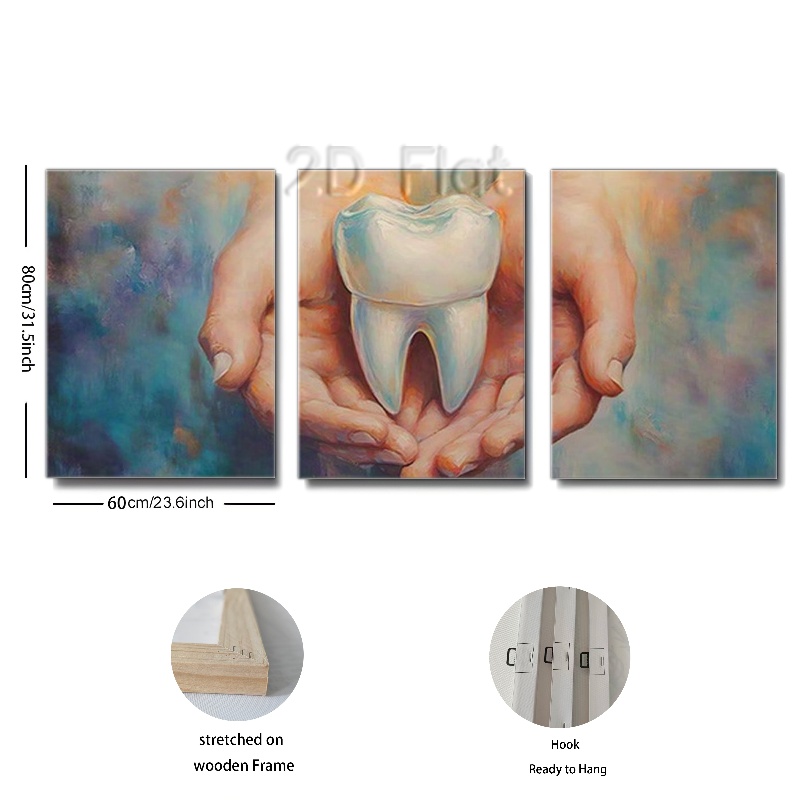 2D Flat
80cm/31.5inch
60cm/23.6inch
stretched on
wooden Frame
Hook
Ready to Hang